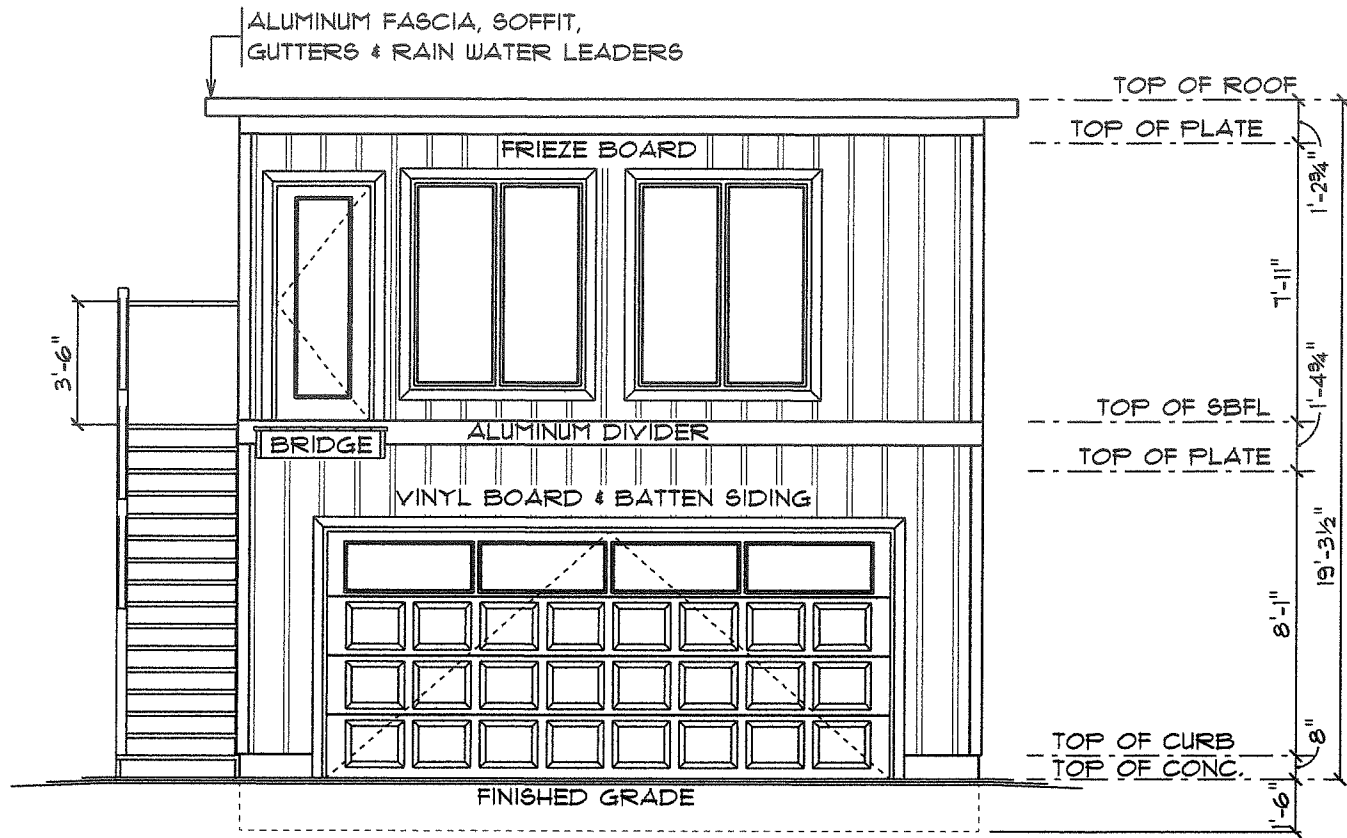 ALUMINUM FASCIA, SOFFIT,
GUTTERS & RAIN WATER LEADERS
TOP OF ROOF
TOP OF PLATE
FRIEZE BOARD
1'-2¾"
7'-11"
3'-6"
1'-4¾"
TOP OF SBFL
ALUMINUM DIVIDER
BRIDGE
TOP OF PLATE
VINYL BOARD & BATTEN SIDING
19'-3½"
8'-1"
8"
TOP OF CURB
TOP OF CONC.
FINISHED GRADE
1'-6"